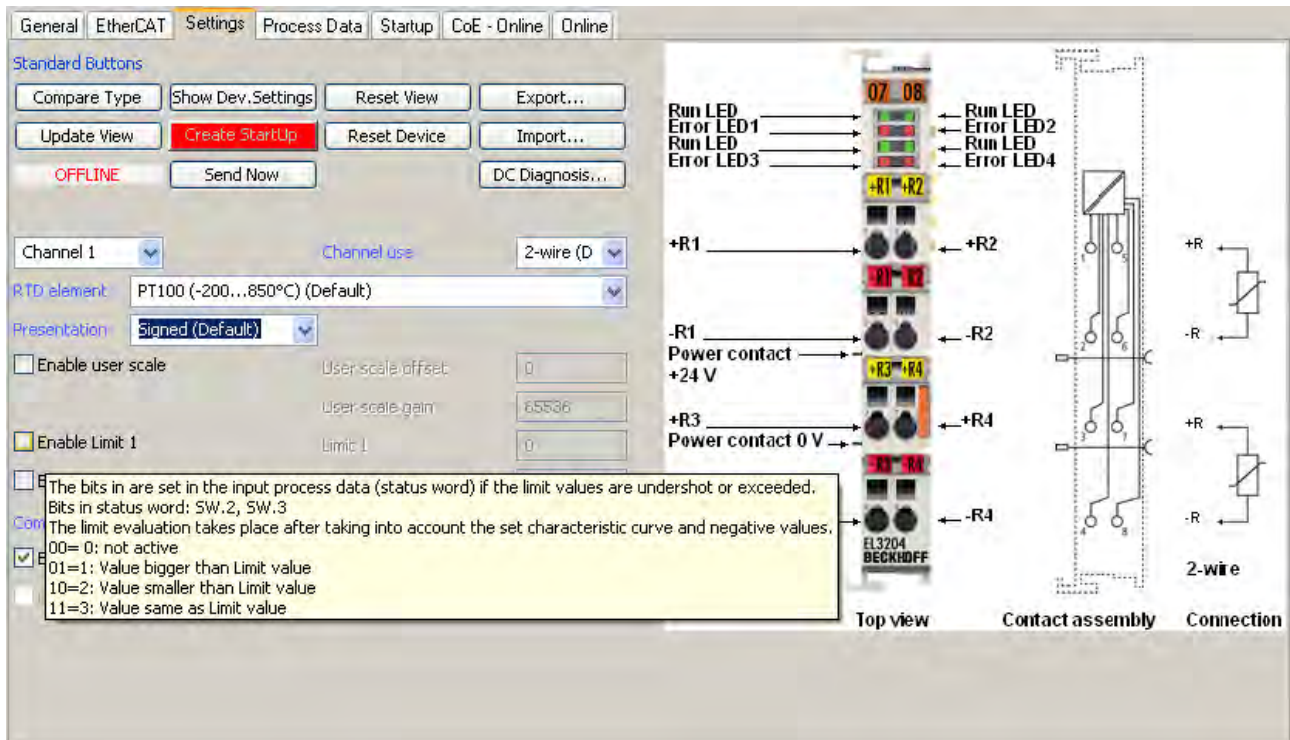 General EtherCAT Settings Process Data Startup CoE - Online Online
Standard Buttons
Compare Type Show Dev.Settings Reset View Export...
Update View Create StartUp Reset Device Import...
OFFLINE Send Now DC Diagnosis...
Channel 1 Channel use 2-wire (D
RTD element PT100 (-200...850°C) (Default)
Presentation Signed (Default)
Enable user scale User scale offset 0
User scale gain 65536
Enable Limit 1 Limit 1 0
E
The bits in are set in the input process data (status word) if the limit values are undershot or exceeded.
Bits in status word: SW.2, SW.3
The limit evaluation takes place after taking into account the set characteristic curve and negative values.
00= 0: not active
01=1: Value bigger than Limit value
10=2: Value smaller than Limit value
11=3: Value same as Limit value
Com
E
07 08
Run LED Run LED
Error LED1 Error LED2
Run LED Run LED
Error LED3 Error LED4
+R1 +R2
+R1 +R2
-R1 -R2
-R1 -R2
Power contact
+24 V
+R3 +R4
+R3 +R4
Power contact 0 V
-R3 -R4
-R4
EL3204
BECKHOFF
Top view
1 5
2 6
3 7
4 8
Contact assembly
+R
-R
+R
-R
2-wire
Connection